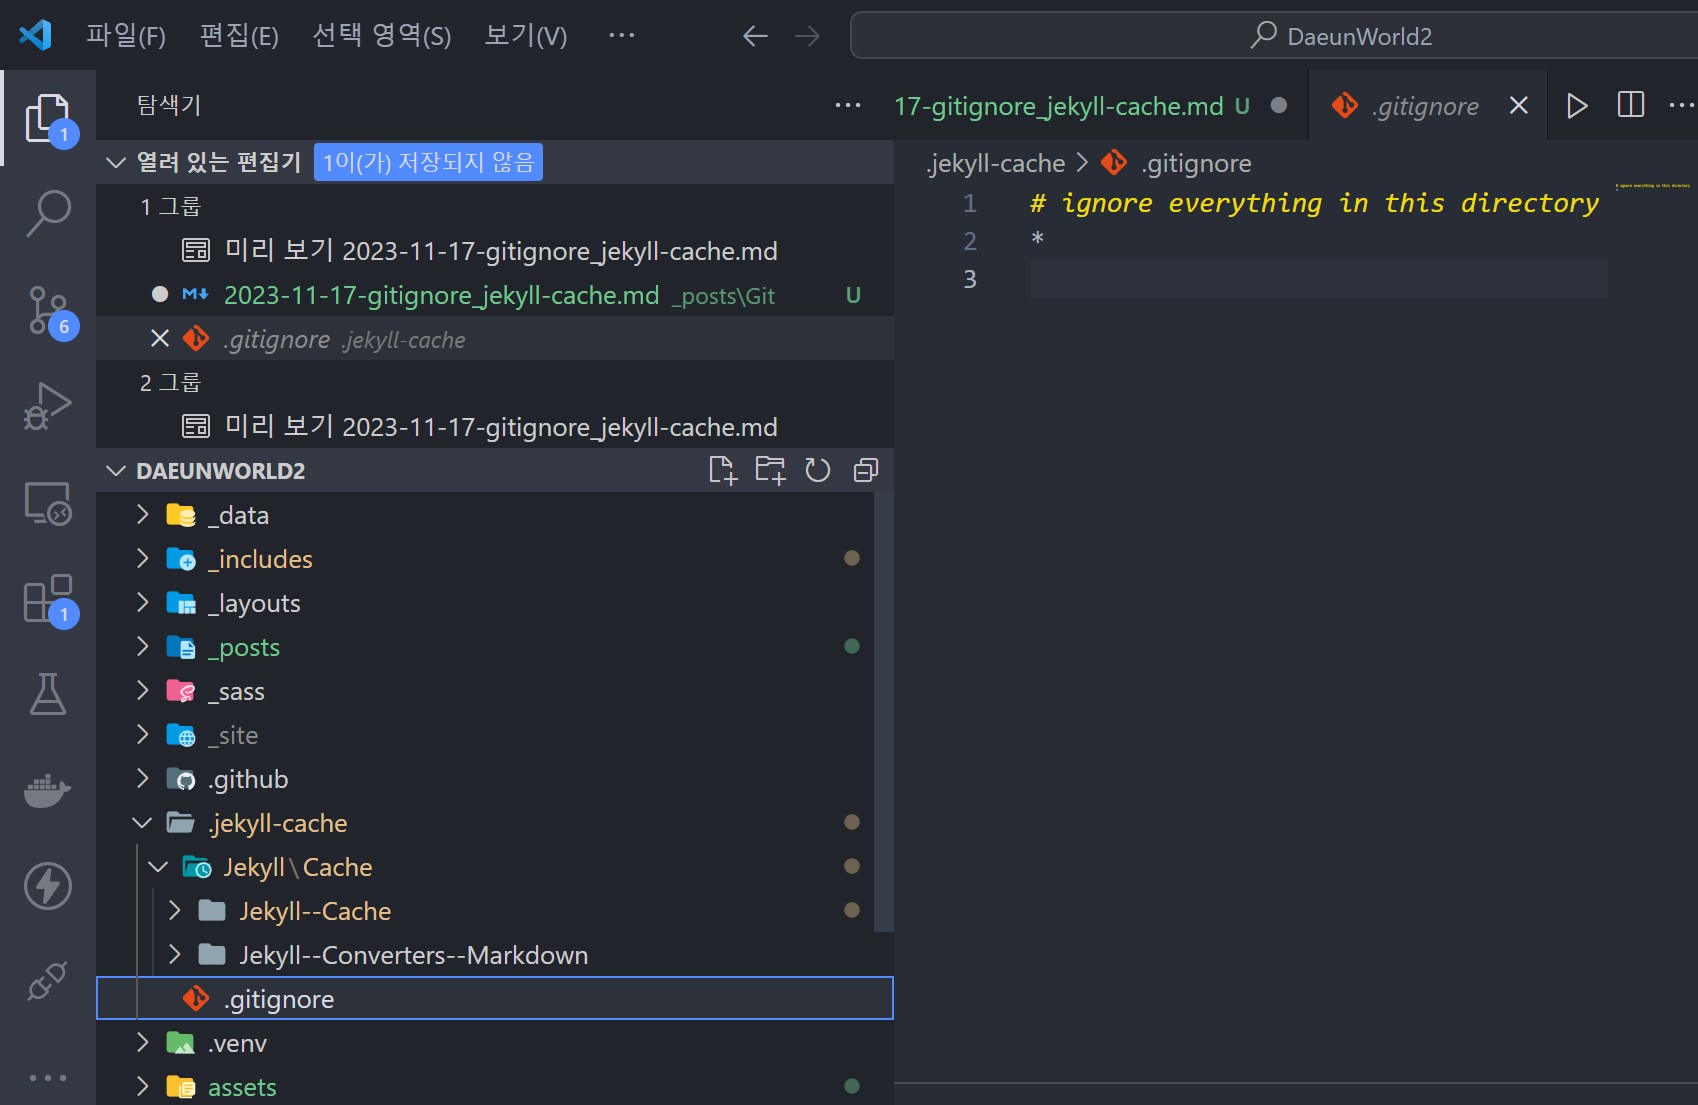 파일(F) 편집(E) 선택 영역(S) 보기(V) ··· DaeunWorld2
탐색기 ···
1
열려 있는 편집기 1이(가) 저장되지 않음
1 그룹
미리 보기 2023-11-17-gitignore_jekyll-cache.md
2023-11-17-gitignore_jekyll-cache.md _posts\Git U
6
.gitignore .jekyll-cache
2 그룹
미리 보기 2023-11-17-gitignore_jekyll-cache.md
DAEUNWORLD2
_data
_includes
_layouts
1
_posts
_sass
_site
.github
.jekyll-cache
Jekyll\Cache
Jekyll--Cache
Jekyll--Converters--Markdown
.gitignore
.venv
assets
17-gitignore_jekyll-cache.md U
.gitignore
.jekyll-cache > .gitignore
1 # ignore everything in this directory
2 *
3